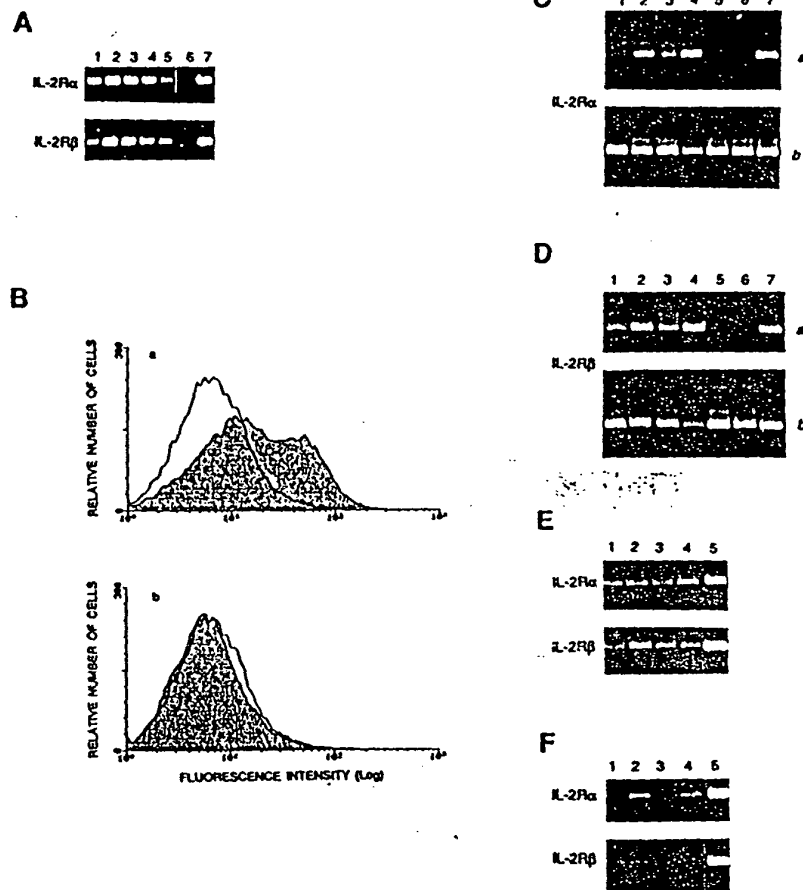 A
1 2 3 4 5 6 7
IL-2Rα
IL-2Rβ
B
a
RELATIVE NUMBER OF CELLS
b
RELATIVE NUMBER OF CELLS
FLUORESCENCE INTENSITY (Log)
C
1 2 3 4 5 6 7
a
IL-2Rα
b
D
1 2 3 4 5 6 7
a
IL-2Rβ
b
E
1 2 3 4 5
IL-2Rα
IL-2Rβ
F
1 2 3 4 5
IL-2Rα
IL-2Rβ